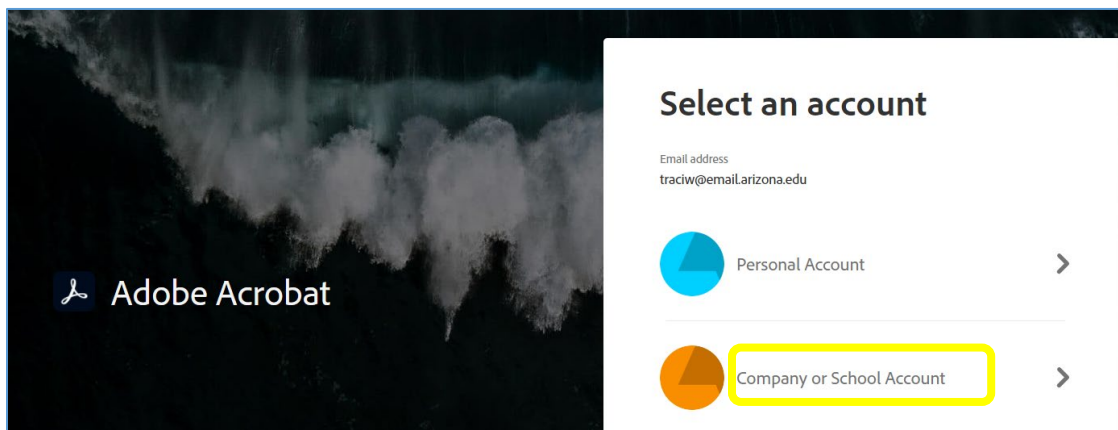 Adobe Acrobat
Select an account
Email address
traciw@email.arizona.edu
Personal Account
Company or School Account